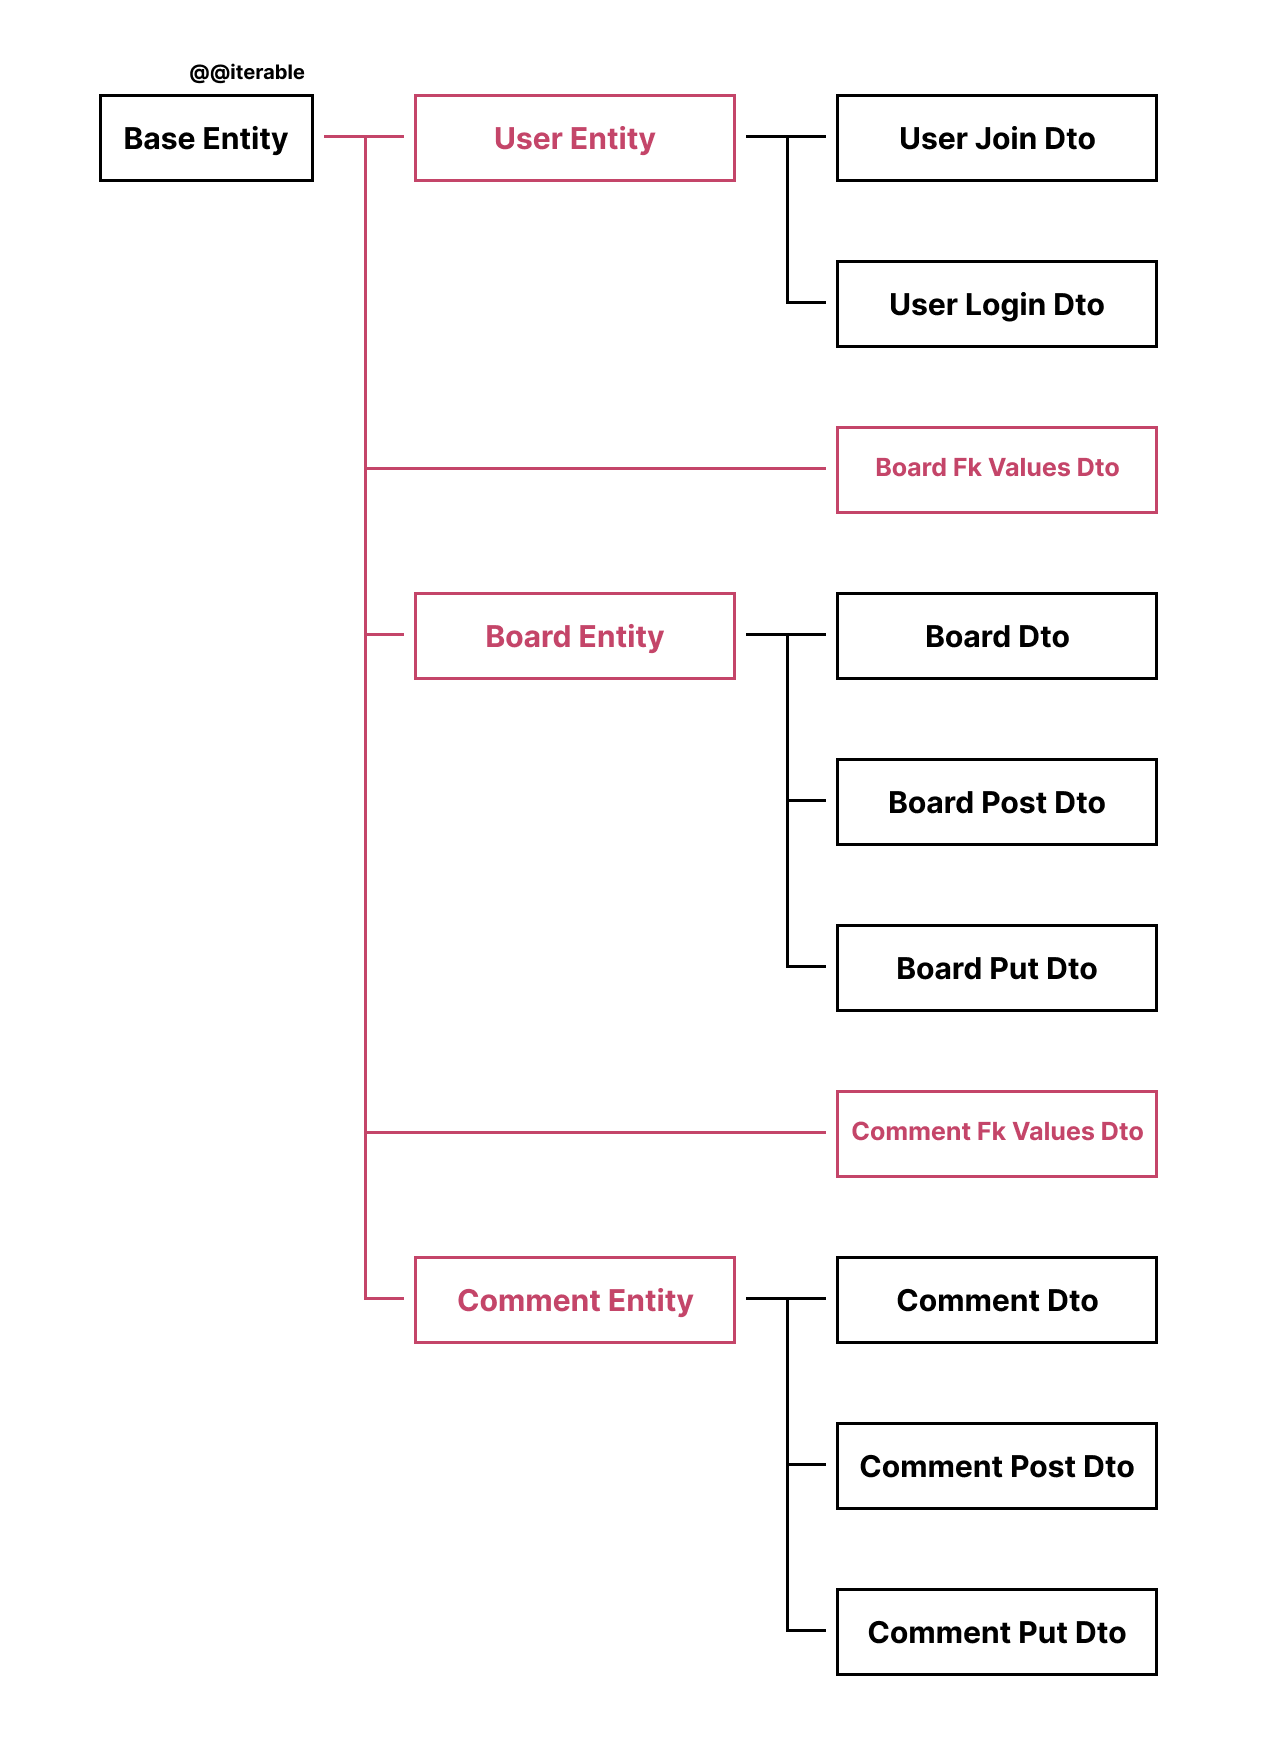 @@iterable
Base Entity
User Entity
User Join Dto
User Login Dto
Board Fk Values Dto
Board Entity
Board Dto
Board Post Dto
Board Put Dto
Comment Fk Values Dto
Comment Entity
Comment Dto
Comment Post Dto
Comment Put Dto